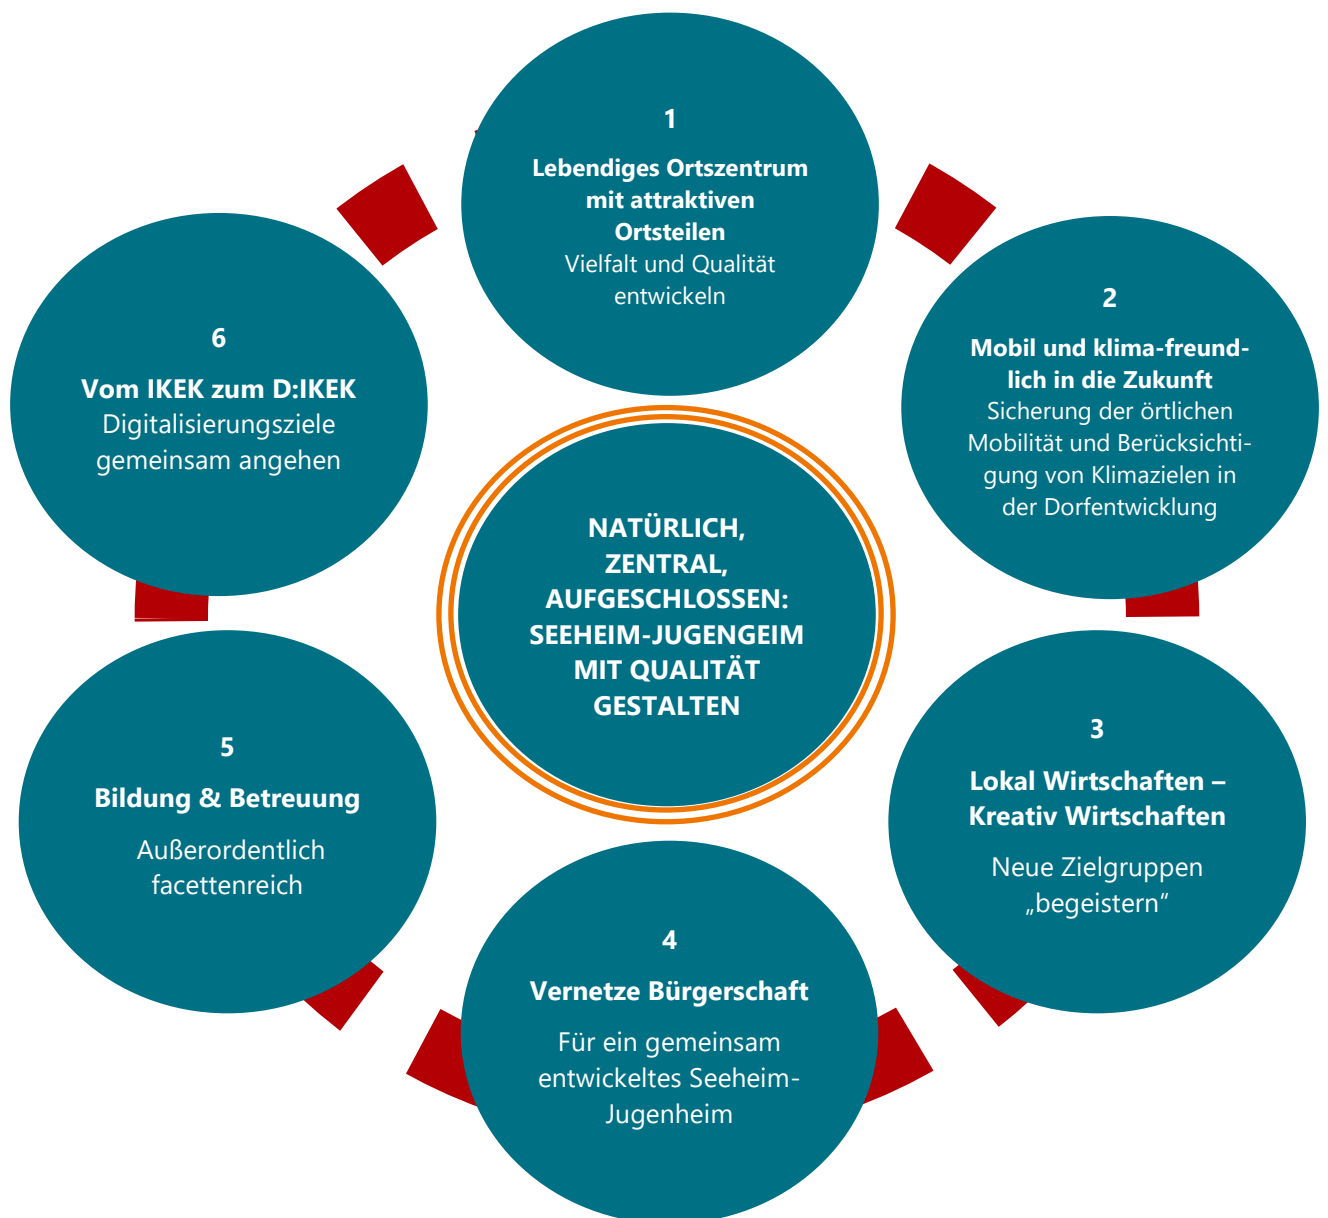 1
Lebendiges Ortszentrum
mit attraktiven
Ortsteilen
Vielfalt und Qualität
entwickeln
2
Mobil und klima-freund-
lich in die Zukunft
Sicherung der örtlichen
Mobilität und Berücksichti-
gung von Klimazielen in
der Dorfentwicklung
3
Lokal Wirtschaften –
Kreativ Wirtschaften
Neue Zielgruppen
„begeistern“
4
Vernetze Bürgerschaft
Für ein gemeinsam
entwickeltes Seeheim-
Jugenheim
5
Bildung & Betreuung
Außerordentlich
facettenreich
6
Vom IKEK zum D:IKEK
Digitalisierungsziele
gemeinsam angehen
NATÜRLICH,
ZENTRAL,
AUFGESCHLOSSEN:
SEEHEIM-JUGENGEIM
MIT QUALITÄT
GESTALTEN